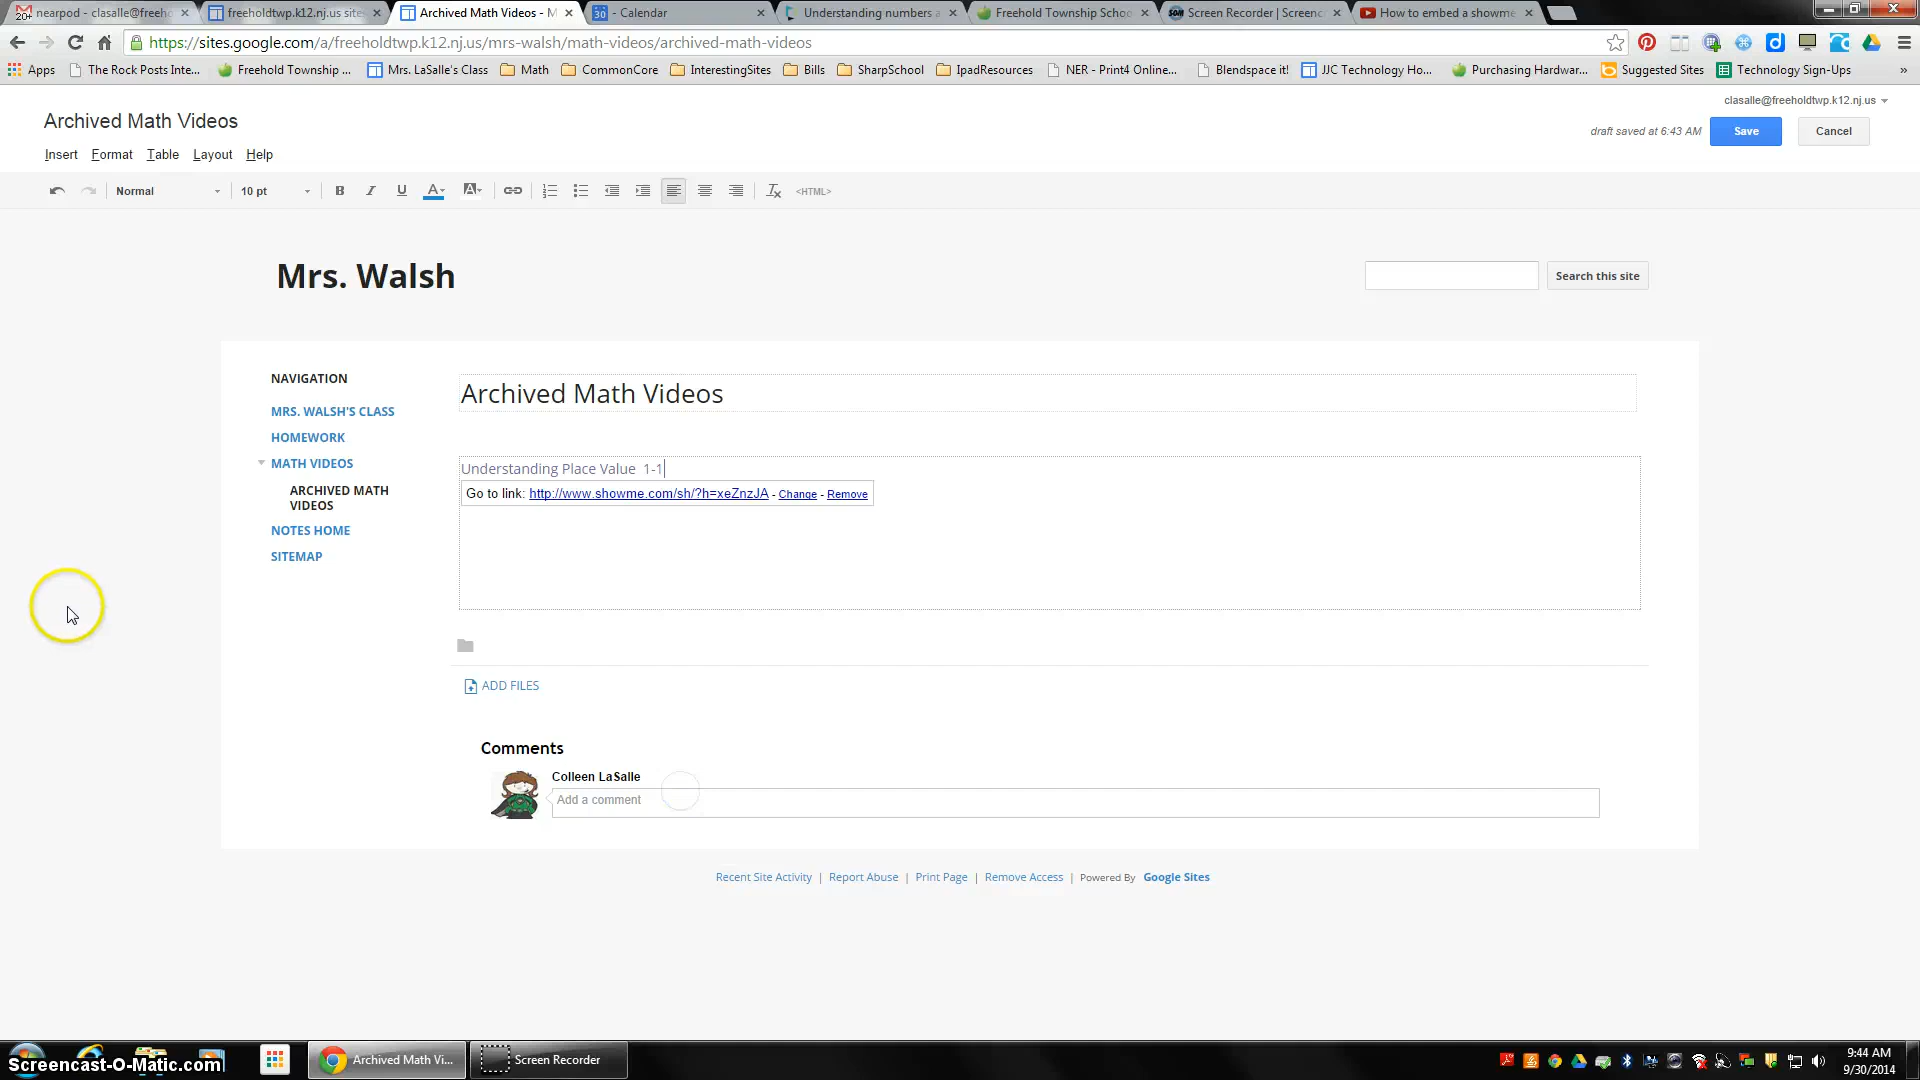 nearpod - clasalle@freeho
freeholdtwp.k12.nj.us site
Archived Math Videos - M
30 - Calendar
Understanding numbers a
Freehold Township Schoo
SOM Screen Recorder | Screenc
How to embed a showme
https://sites.google.com/a/freeholdtwp.k12.nj.us/mrs-walsh/math-videos/archived-math-videos
Apps The Rock Posts Inte... Freehold Township ... Mrs. LaSalle's Class Math CommonCore InterestingSites Bills SharpSchool IpadResources NER - Print4 Online... Blendspace it! JJC Technology Ho... Purchasing Hardwar... Suggested Sites Technology Sign-Ups »
clasalle@freeholdtwp.k12.nj.us
Archived Math Videos
draft saved at 6:43 AM Save Cancel
Insert Format Table Layout Help
Normal 10 pt B I U A A <HTML>
Mrs. Walsh
Search this site
NAVIGATION
MRS. WALSH'S CLASS
HOMEWORK
MATH VIDEOS
ARCHIVED MATH
VIDEOS
NOTES HOME
SITEMAP
Archived Math Videos
Understanding Place Value 1-1
Go to link: http://www.showme.com/sh/?h=xeZnzJA - Change - Remove
ADD FILES
Comments
Colleen LaSalle
Add a comment
Recent Site Activity | Report Abuse | Print Page | Remove Access | Powered By Google Sites
Screencast-O-Matic.com
Archived Math Vi...
Screen Recorder
9:44 AM
9/30/2014